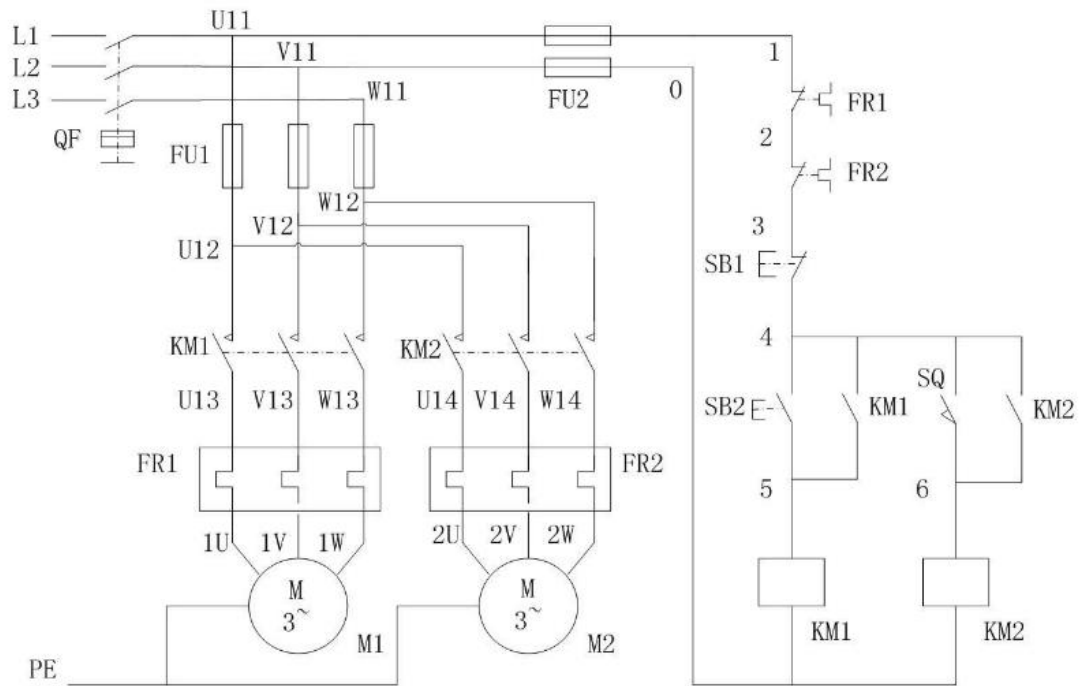 U11
L1
1
V11
L2
W11
0
FU2
L3
FR1
QF
FU1
2
FR2
W12
V12
3
U12
SB1
4
KM1
KM2
SQ
U13
V13
W13
U14
V14
W14
SB2
KM1
KM2
FR1
FR2
5
6
1U
1V
1W
2U
2V
2W
M
3~
M
3~
M1
M2
KM1
KM2
PE